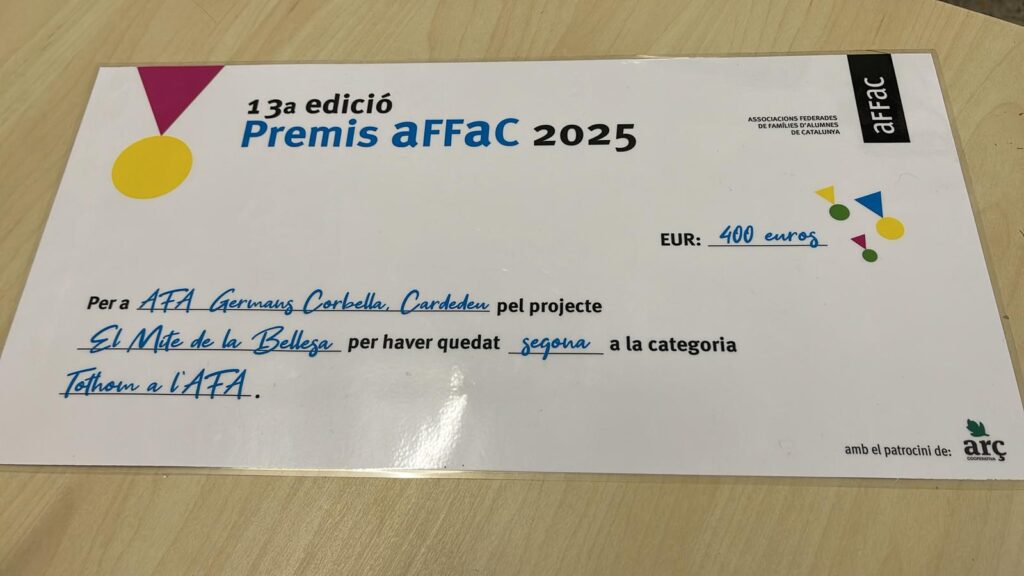 13a edició
Premis aFFaC 2025
ASSOCIACIONS FEDERADES
DE FAMÍLIES D'ALUMNES
DE CATALUNYA
aFFaC
EUR: 400 euros
Per a AFA Germans Corbella, Cardedeu pel projecte
El Mite de la Bellesa per haver quedat segona a la categoria
Tothom a l'AFA.
amb el patrocini de: arç
COOPERATIVA